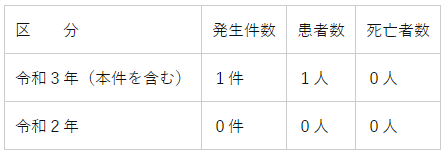 区　　分　発生件数　患者数　死亡者数
令和３年（本件を含む）　１件　１人　０人
令和２年　０件　０人　０人